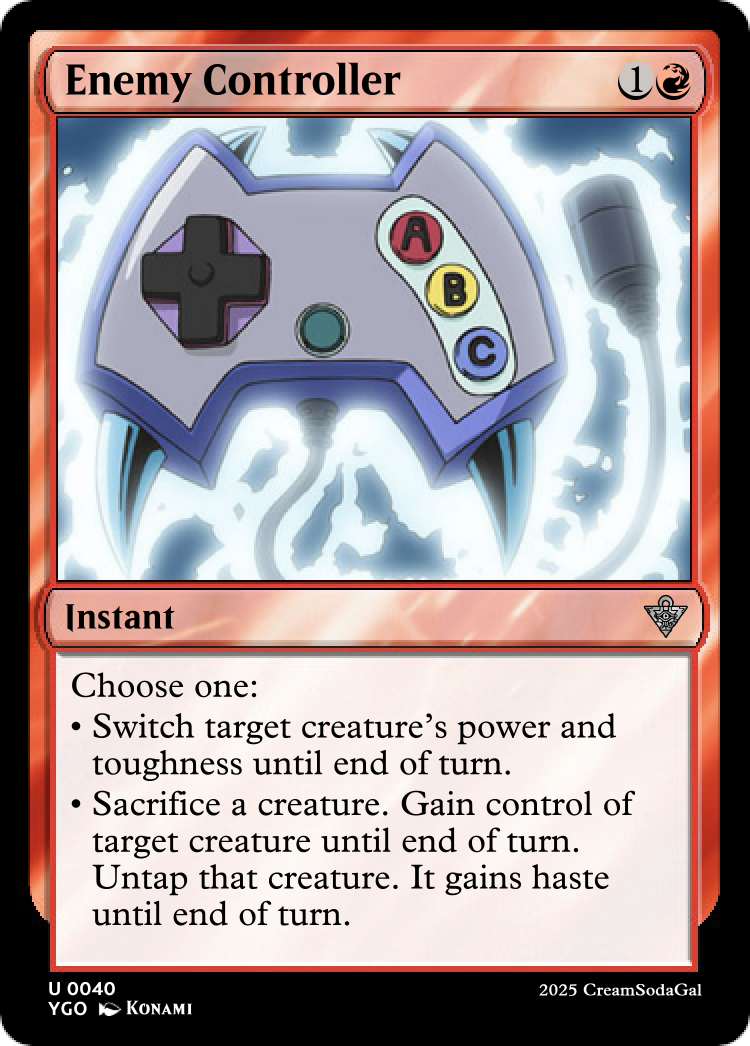 Enemy Controller 1
A
B
C
Instant
Choose one:
• Switch target creature’s power and
toughness until end of turn.
• Sacrifice a creature. Gain control of
target creature until end of turn.
Untap that creature. It gains haste
until end of turn.
U 0040
YGO KONAMI
2025 CreamSodaGal